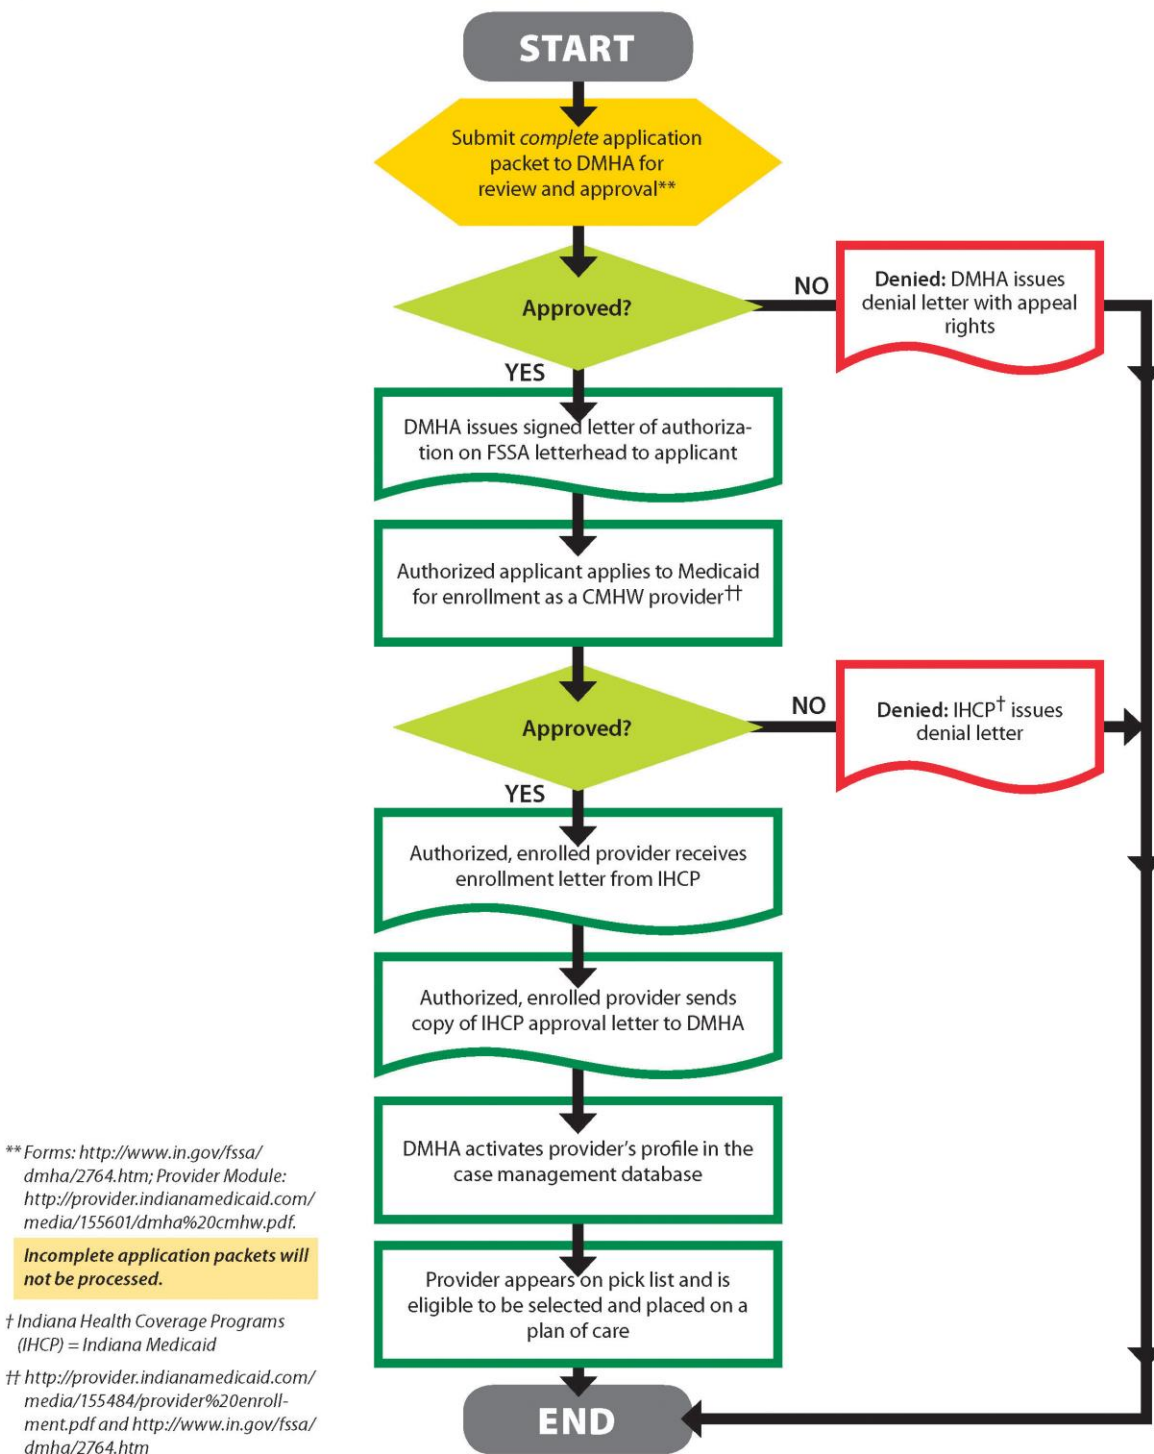 START
Submit complete application
packet to DMHA for
review and approval**
Approved?
NO
Denied: DMHA issues
denial letter with appeal
rights
YES
DMHA issues signed letter of authoriza-
tion on FSSA letterhead to applicant
Authorized applicant applies to Medicaid
for enrollment as a CMHW provider††
Approved?
NO
Denied: IHCP† issues
denial letter
YES
Authorized, enrolled provider receives
enrollment letter from IHCP
Authorized, enrolled provider sends
copy of IHCP approval letter to DMHA
DMHA activates provider's profile in the
case management database
Provider appears on pick list and is
eligible to be selected and placed on a
plan of care
END
** Forms: http://www.in.gov/fssa/
dmha/2764.htm; Provider Module:
http://provider.indianamedicaid.com/
media/155601/dmha%20cmhw.pdf.
Incomplete application packets will
not be processed.
† Indiana Health Coverage Programs
(IHCP) = Indiana Medicaid
†† http://provider.indianamedicaid.com/
media/155484/provider%20enroll-
ment.pdf and http://www.in.gov/fssa/
dmha/2764.htm